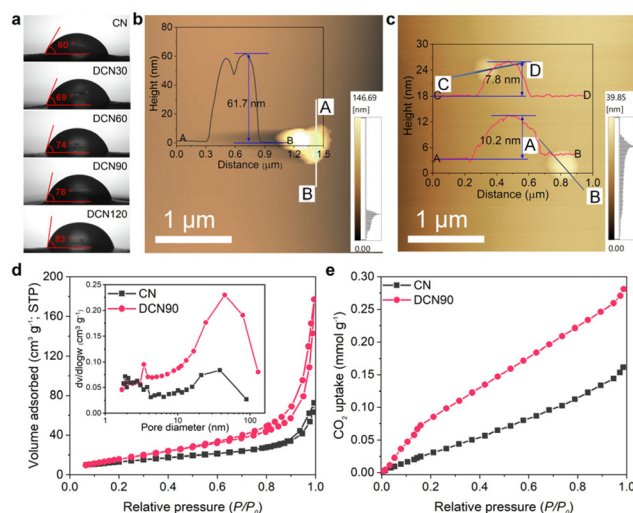 a
CN
60
DCN30
69
DCN60
74
DCN90
78
DCN120
83
b
Height (nm)
80
60
40
20
0
61.7 nm
A
B
0.0 0.3 0.6 0.9 1.2 1.5
Distance (μm)
A
B
1 μm
146.69
[nm]
0.00
c
Height (nm)
30
24
18
12
6
0
C
D
7.8 nm
C
D
10.2 nm
A
B
A
B
0.0 0.2 0.4 0.6 0.8 1.0
Distance (μm)
1 μm
39.85
[nm]
0.00
d
Volume adsorbed (cm³ g⁻¹; STP)
200
160
120
80
40
0
CN
DCN90
dv/dlogw (cm³ g⁻¹)
0.25
0.20
0.15
0.10
0.05
0.00
1 10 100
Pore diameter (nm)
0.0 0.2 0.4 0.6 0.8 1.0
Relative pressure (P/P₀)
e
CO₂ uptake (mmol g⁻¹)
0.30
0.25
0.20
0.15
0.10
0.05
0.00
CN
DCN90
0.0 0.2 0.4 0.6 0.8 1.0
Relative pressure (P/P₀)